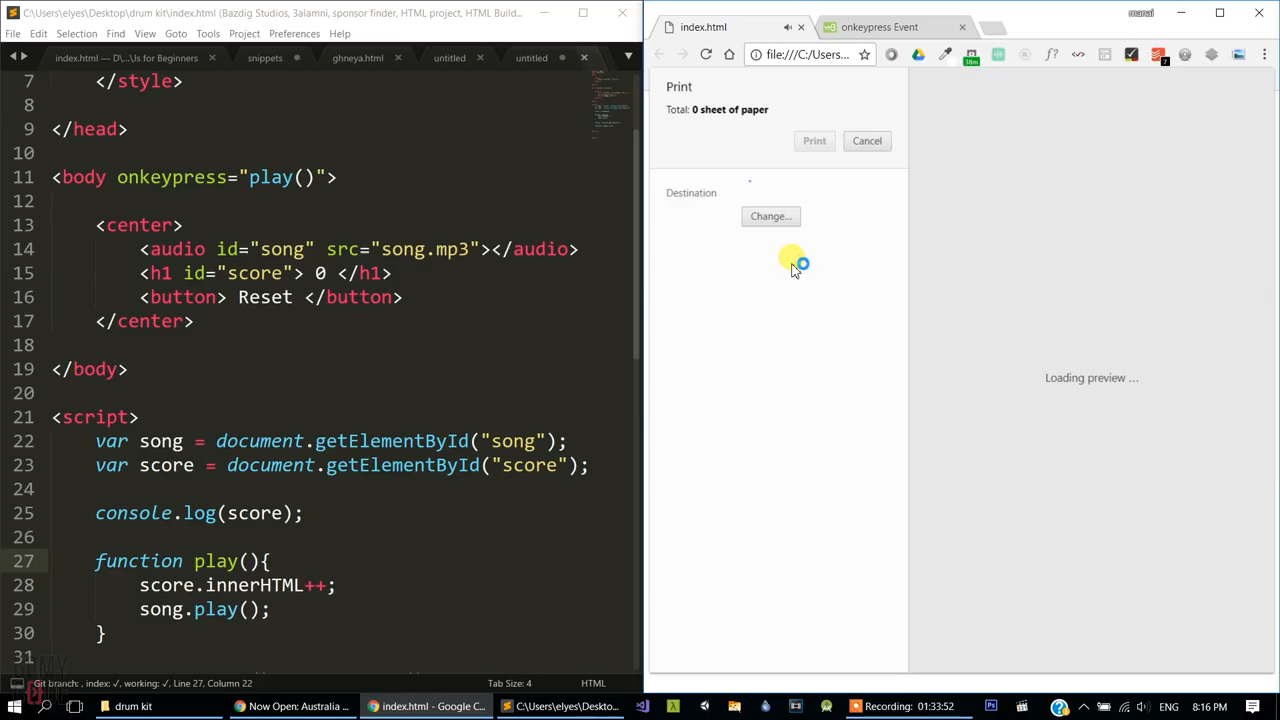 C:\Users\elyes\Desktop\drum kit\index.html (Bazdig Studios, 3alamni, sponsor finder, HTML project, HTML Build...
File Edit Selection Find View Goto Tools Project Preferences Help
index.html — D\...\Js for Beginners snippets ghneya.html untitled untitled
7 </style>
8
9 </head>
10
11 <body onkeypress="play()">
12
13 <center>
14 <audio id="song" src="song.mp3"></audio>
15 <h1 id="score"> 0 </h1>
16 <button> Reset </button>
17 </center>
18
19 </body>
20
21 <script>
22 var song = document.getElementById("song");
23 var score = document.getElementById("score");
24
25 console.log(score);
26
27 function play(){
28 score.innerHTML++;
29 song.play();
30 }
31
Git branch: , index: ✓, working: ✓, Line 27, Column 22 Tab Size: 4 HTML
index.html onkeypress Event manai
file:///C:/Users... 38m f? 7
Print
Total: 0 sheet of paper
Print Cancel
Destination
Change...
Loading preview ...
drum kit Now Open: Australia ... index.html - Google C... C:\Users\elyes\Deskto... Recording: 01:33:52 8:16 PM